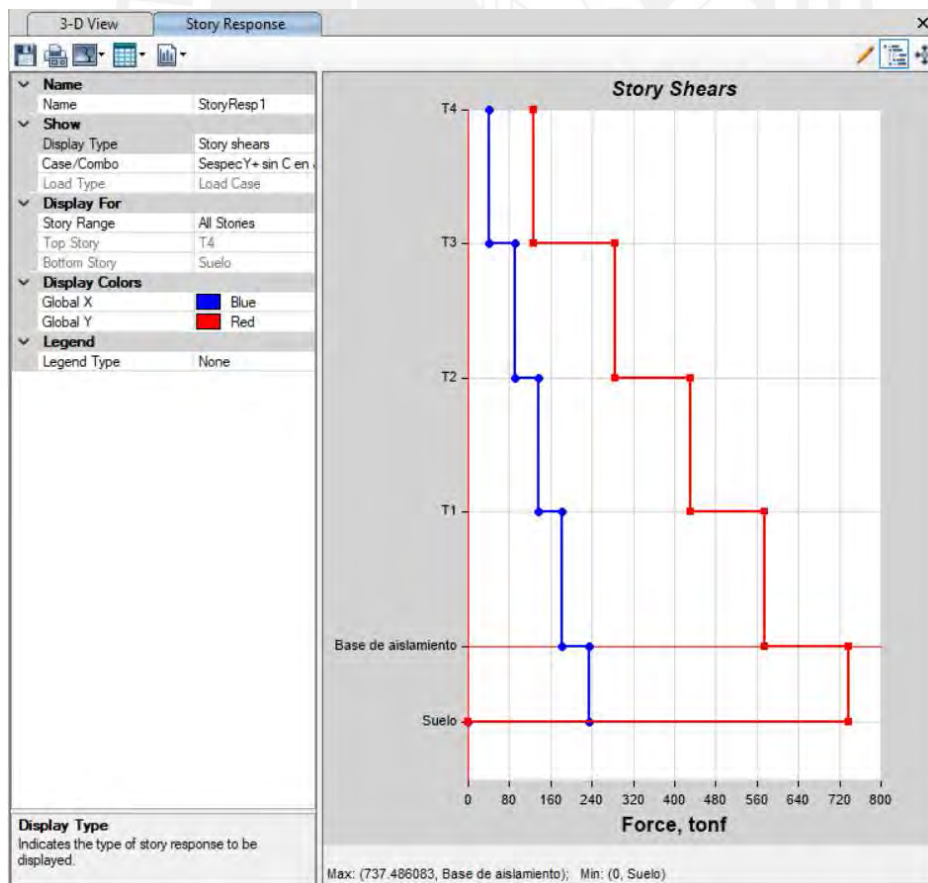 3-D View
Story Response
Name
Name StoryResp1
Show
Display Type Story shears
Case/Combo SespecY+ sin C en
Load Type Load Case
Display For
Story Range All Stories
Top Story T4
Bottom Story Suelo
Display Colors
Global X Blue
Global Y Red
Legend
Legend Type None
Display Type
Indicates the type of story response to be
displayed.
Story Shears
T4
T3
T2
T1
Base de aislamiento
Suelo
0 80 160 240 320 400 480 560 640 720 800
Force, tonf
Max: (737.486083, Base de aislamiento); Min: (0, Suelo)